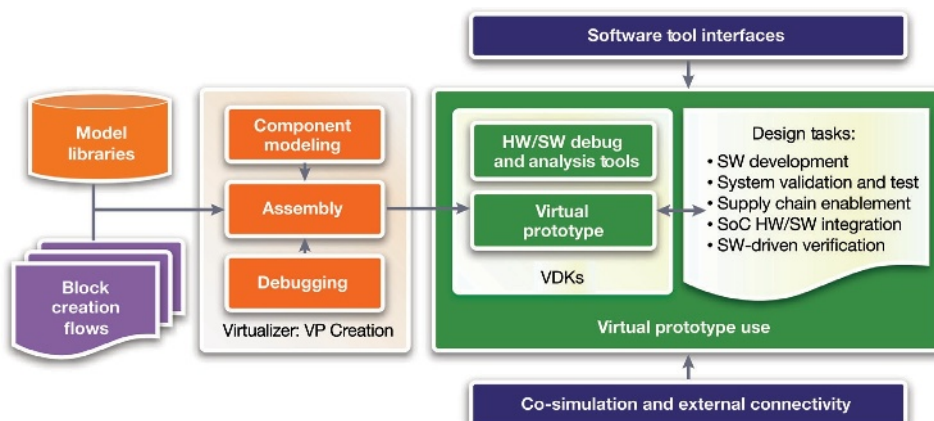 Software tool interfaces
Model
libraries
Block
creation
flows
Component
modeling
Assembly
Debugging
Virtualizer: VP Creation
HW/SW debug
and analysis tools
Virtual
prototype
VDKs
Design tasks:
• SW development
• System validation and test
• Supply chain enablement
• SoC HW/SW integration
• SW-driven verification
Virtual prototype use
Co-simulation and external connectivity